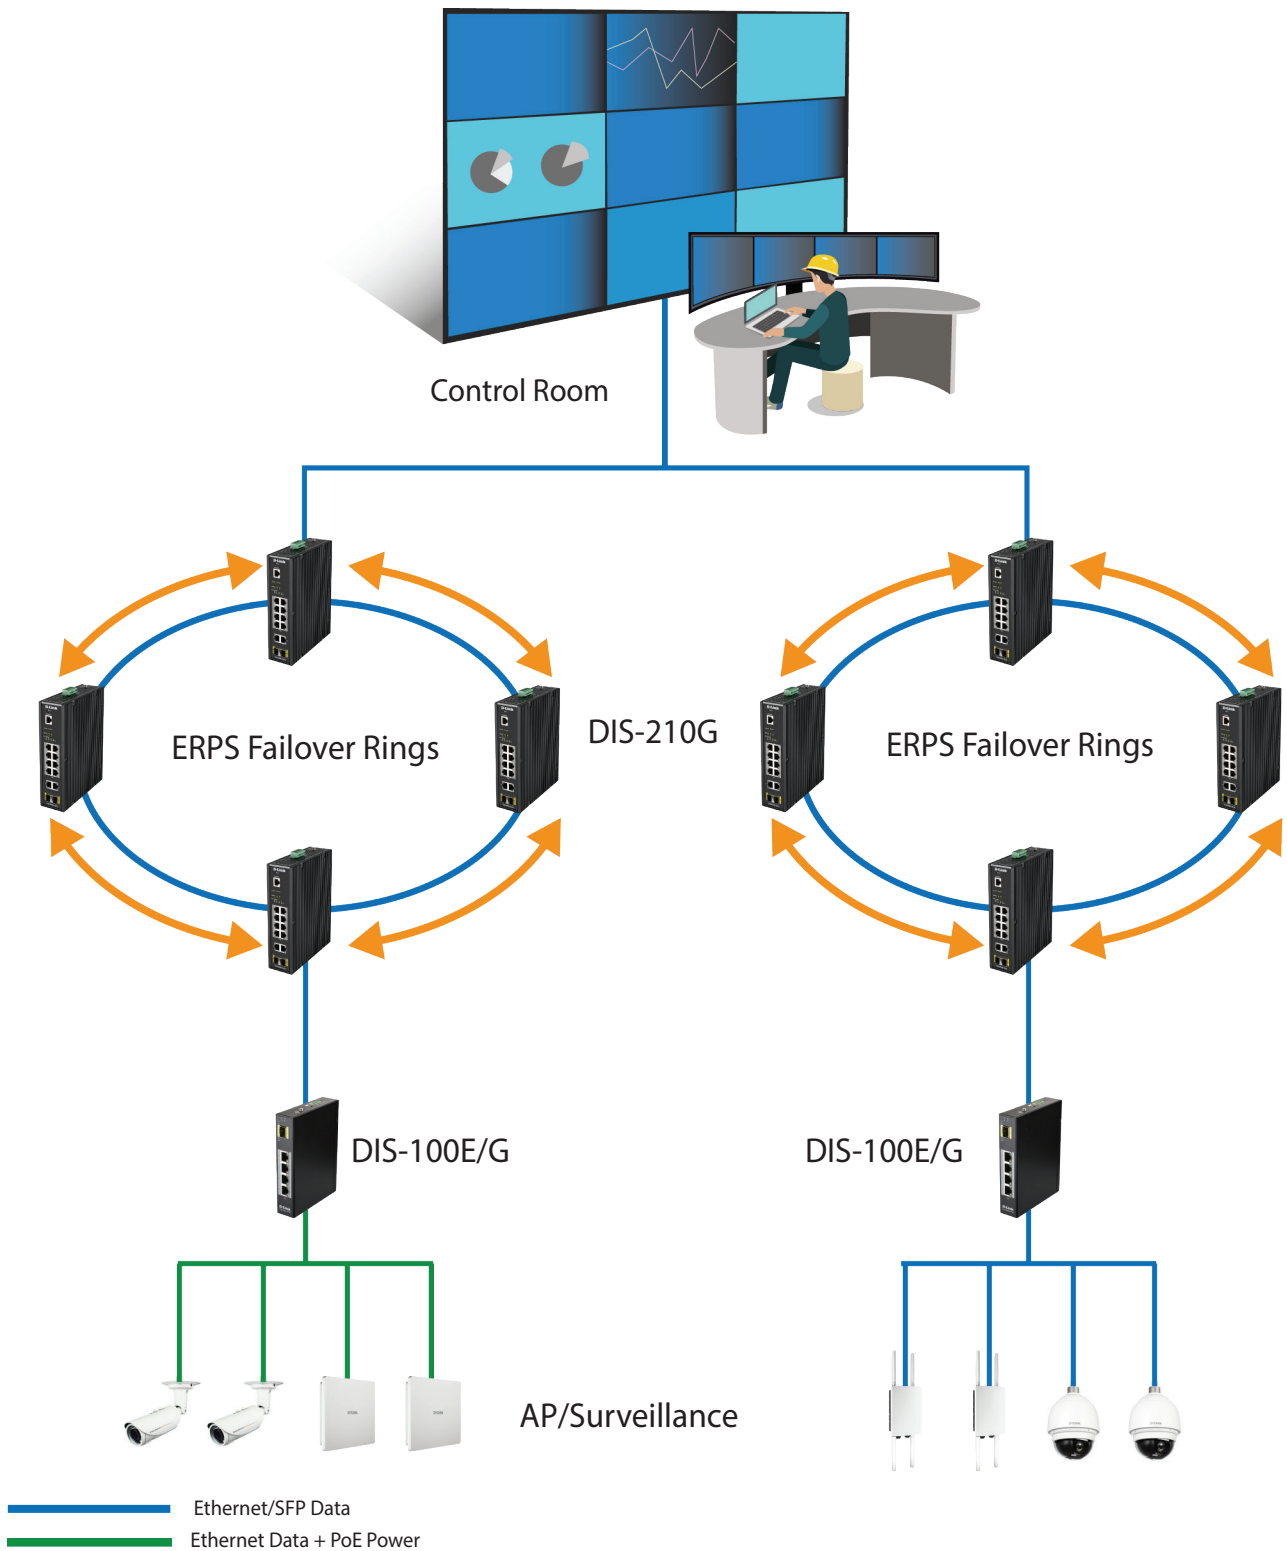 Control Room
ERPS Failover Rings
DIS-210G
ERPS Failover Rings
DIS-100E/G
DIS-100E/G
AP/Surveillance
Ethernet/SFP Data
Ethernet Data + PoE Power